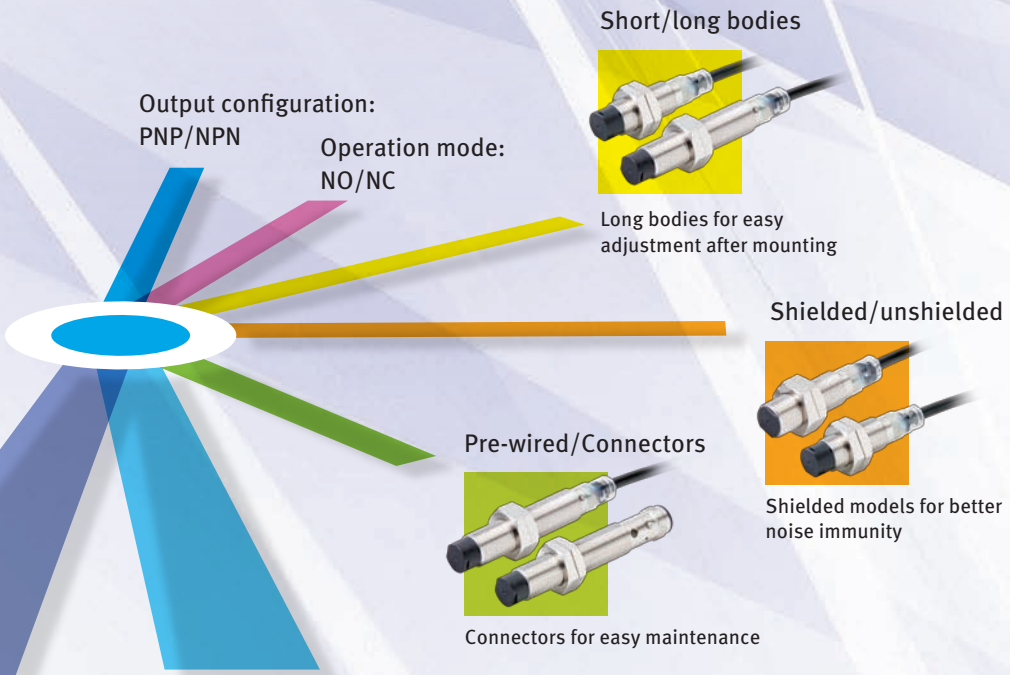 Short/long bodies
Output configuration:
PNP/NPN
Operation mode:
NO/NC
Long bodies for easy
adjustment after mounting
Shielded/unshielded
Pre-wired/Connectors
Shielded models for better
noise immunity
Connectors for easy maintenance